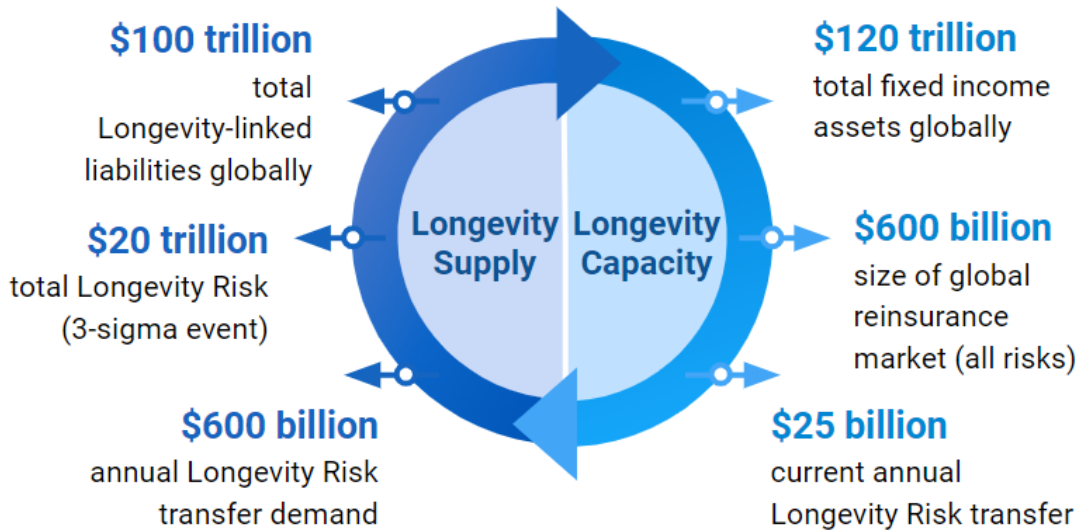 $100 trillion
total
Longevity-linked
liabilities globally
$20 trillion
total Longevity Risk
(3-sigma event)
$600 billion
annual Longevity Risk
transfer demand
Longevity
Supply
Longevity
Capacity
$120 trillion
total fixed income
assets globally
$600 billion
size of global
reinsurance
market (all risks)
$25 billion
current annual
Longevity Risk transfer